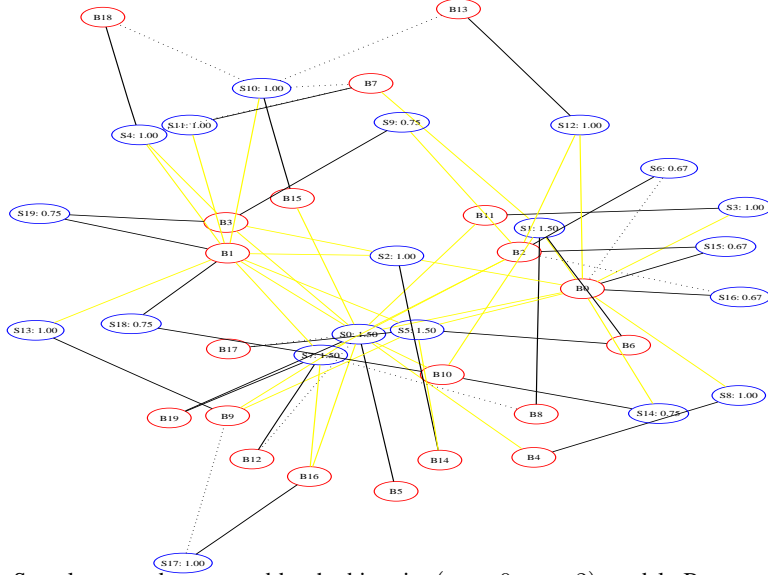 B18
B13
B7
S10: 1.00
S4: 1.00
S11: 1.00
S9: 0.75
S12: 1.00
S6: 0.67
B15
S19: 0.75
B3
B11
S3: 1.00
S1: 1.50
B1
S2: 1.00
B2
S15: 0.67
B0
S16: 0.67
S13: 1.00
S18: 0.75
S0: 1.50
S5: 1.50
B17
S7: 1.50
B6
B10
S8: 1.00
B19
B9
B8
S14: 0.75
B12
B14
B4
B16
B5
S17: 1.00